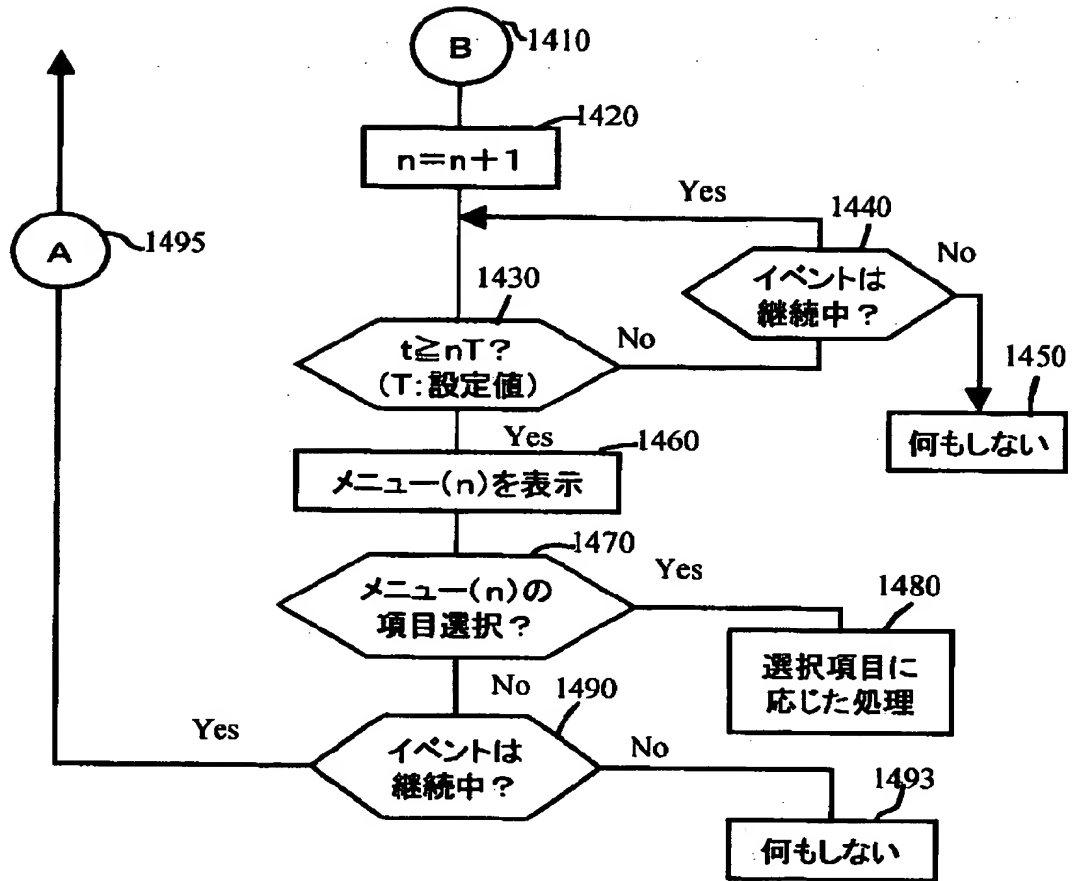 B
1410
1420
n=n+1
Yes
1440
A
1495
No
イベントは
継続中?
1430
t≧nT?
(T:設定値)
No
1450
何もしない
Yes
1460
メニュー(n)を表示
1470
メニュー(n)の
項目選択?
Yes
1480
選択項目に
応じた処理
No
1490
Yes
イベントは
継続中?
No
1493
何もしない